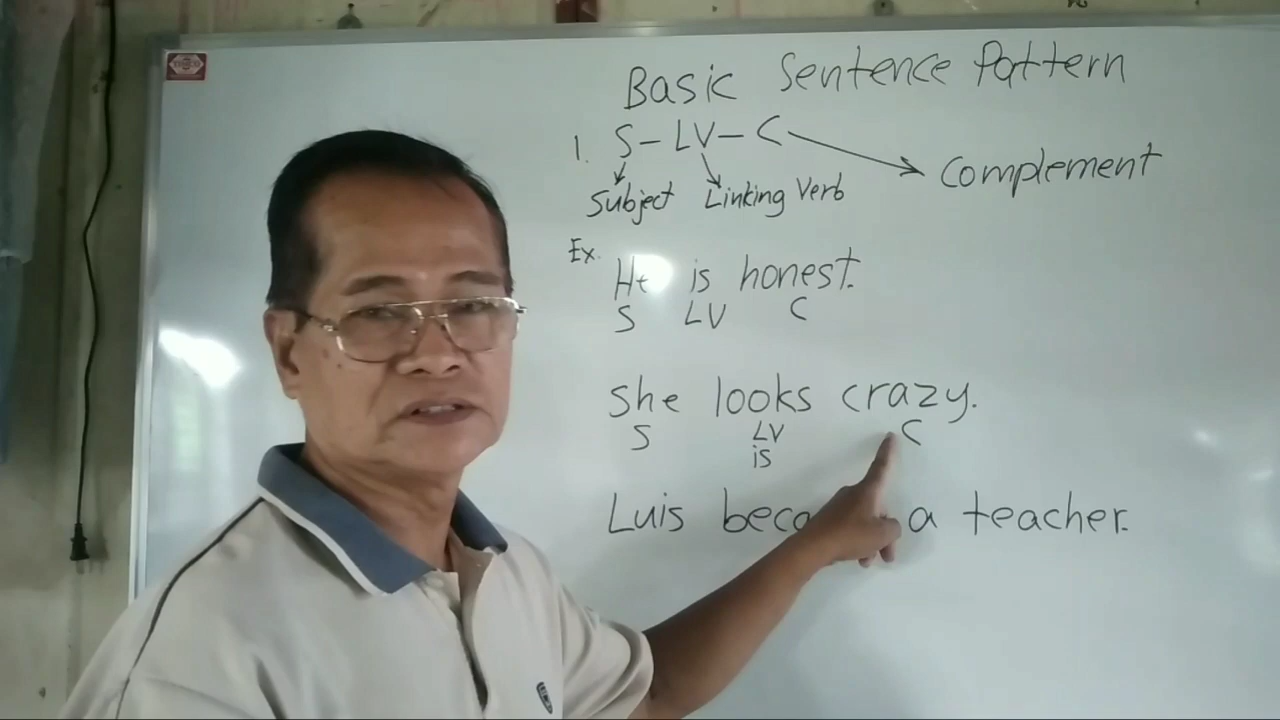 Basic Sentence Pattern
1. S-LV-C Complement
Subject Linking Verb
Ex.
He is honest.
S LV C
She looks crazy.
S LV C
is
Luis a teacher.